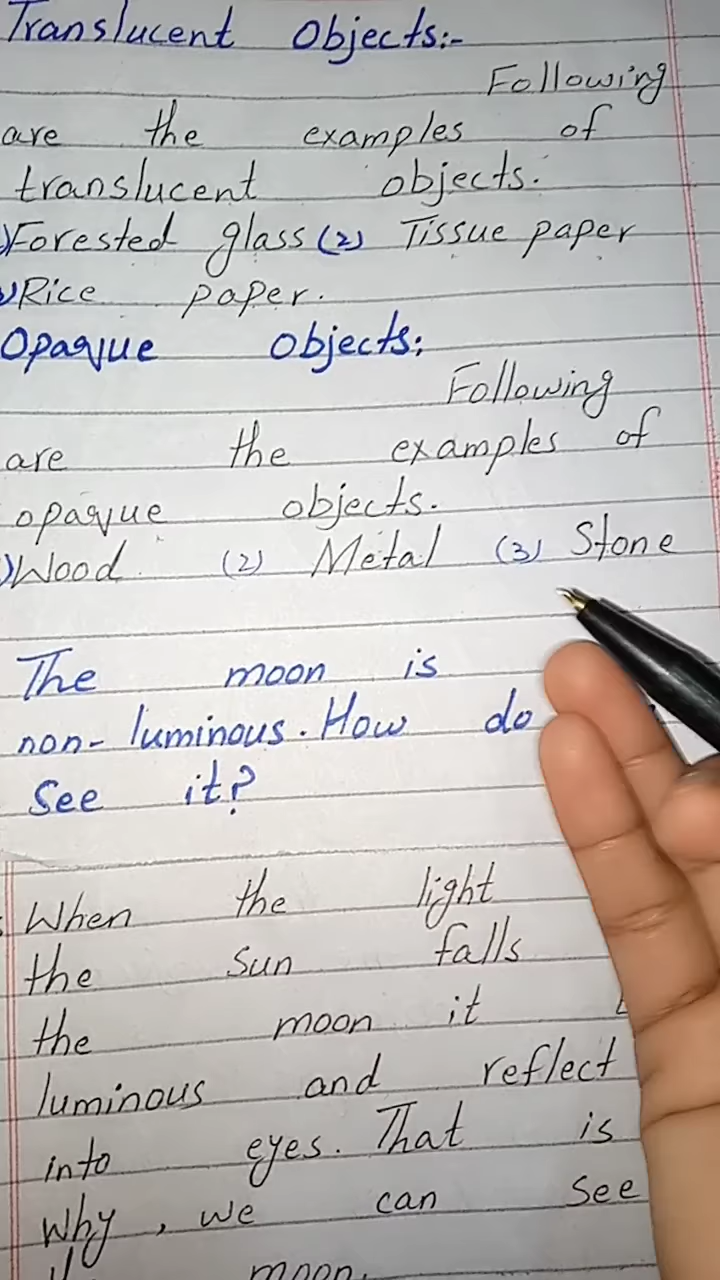 Translucent Objects:-
Following
are the examples of
translucent objects.
)Forested glass (2) Tissue paper
)Rice paper.
Opaque Objects:
Following
are the examples of
opaque objects.
)Wood (2) Metal (3) Stone
The moon is
non-luminous. How do
See it?
When the light
the Sun falls
the moon it
luminous and reflect
into eyes. That is
why, we can see
moon.